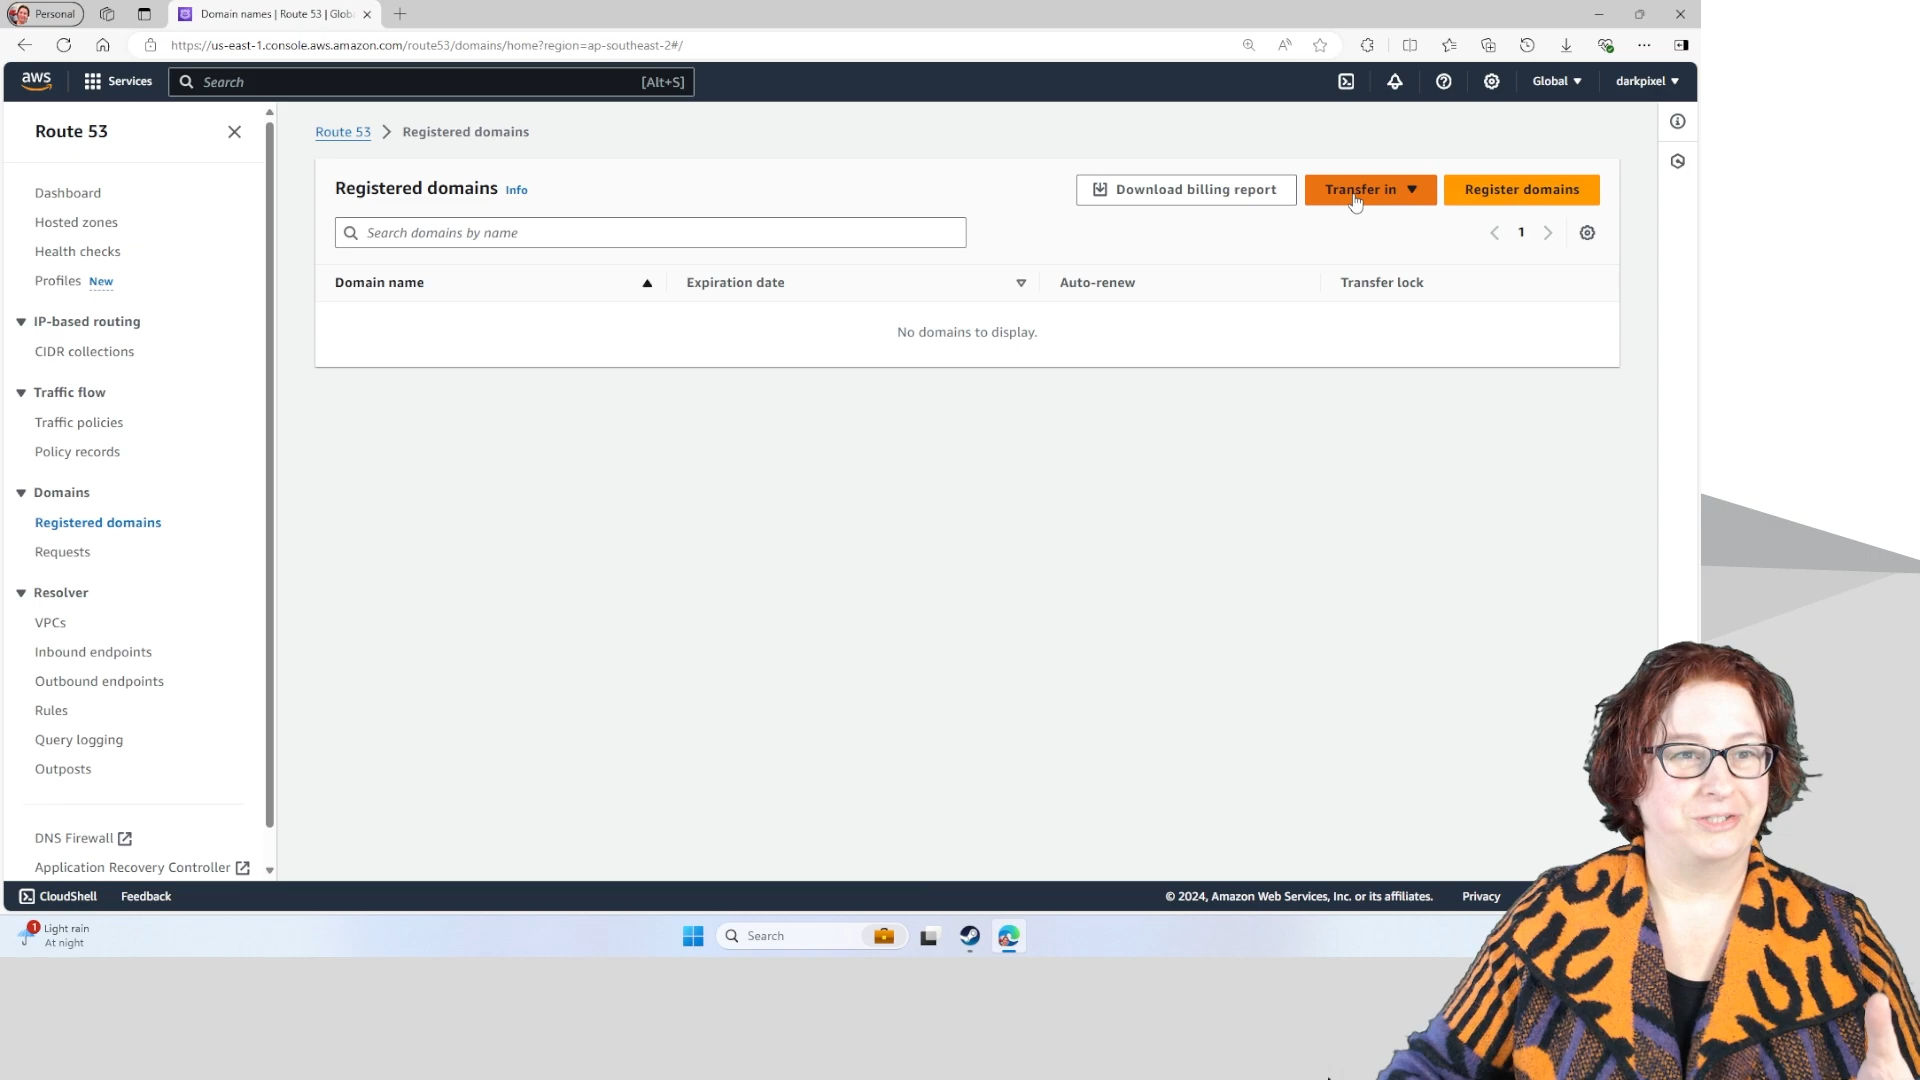 Personal
Domain names | Route 53 | Glob
https://us-east-1.console.aws.amazon.com/route53/domains/home?region=ap-southeast-2#/
aws
Services
Search
[Alt+S]
Global
darkpixel
Route 53
Dashboard
Hosted zones
Health checks
Profiles New
IP-based routing
CIDR collections
Traffic flow
Traffic policies
Policy records
Domains
Registered domains
Requests
Resolver
VPCs
Inbound endpoints
Outbound endpoints
Rules
Query logging
Outposts
DNS Firewall
Application Recovery Controller
Route 53 > Registered domains
Registered domains Info
Download billing report
Transfer in
Register domains
Search domains by name
1
Domain name
Expiration date
Auto-renew
Transfer lock
No domains to display.
CloudShell
Feedback
© 2024, Amazon Web Services, Inc. or its affiliates.
Privacy
1
Light rain
At night
Search